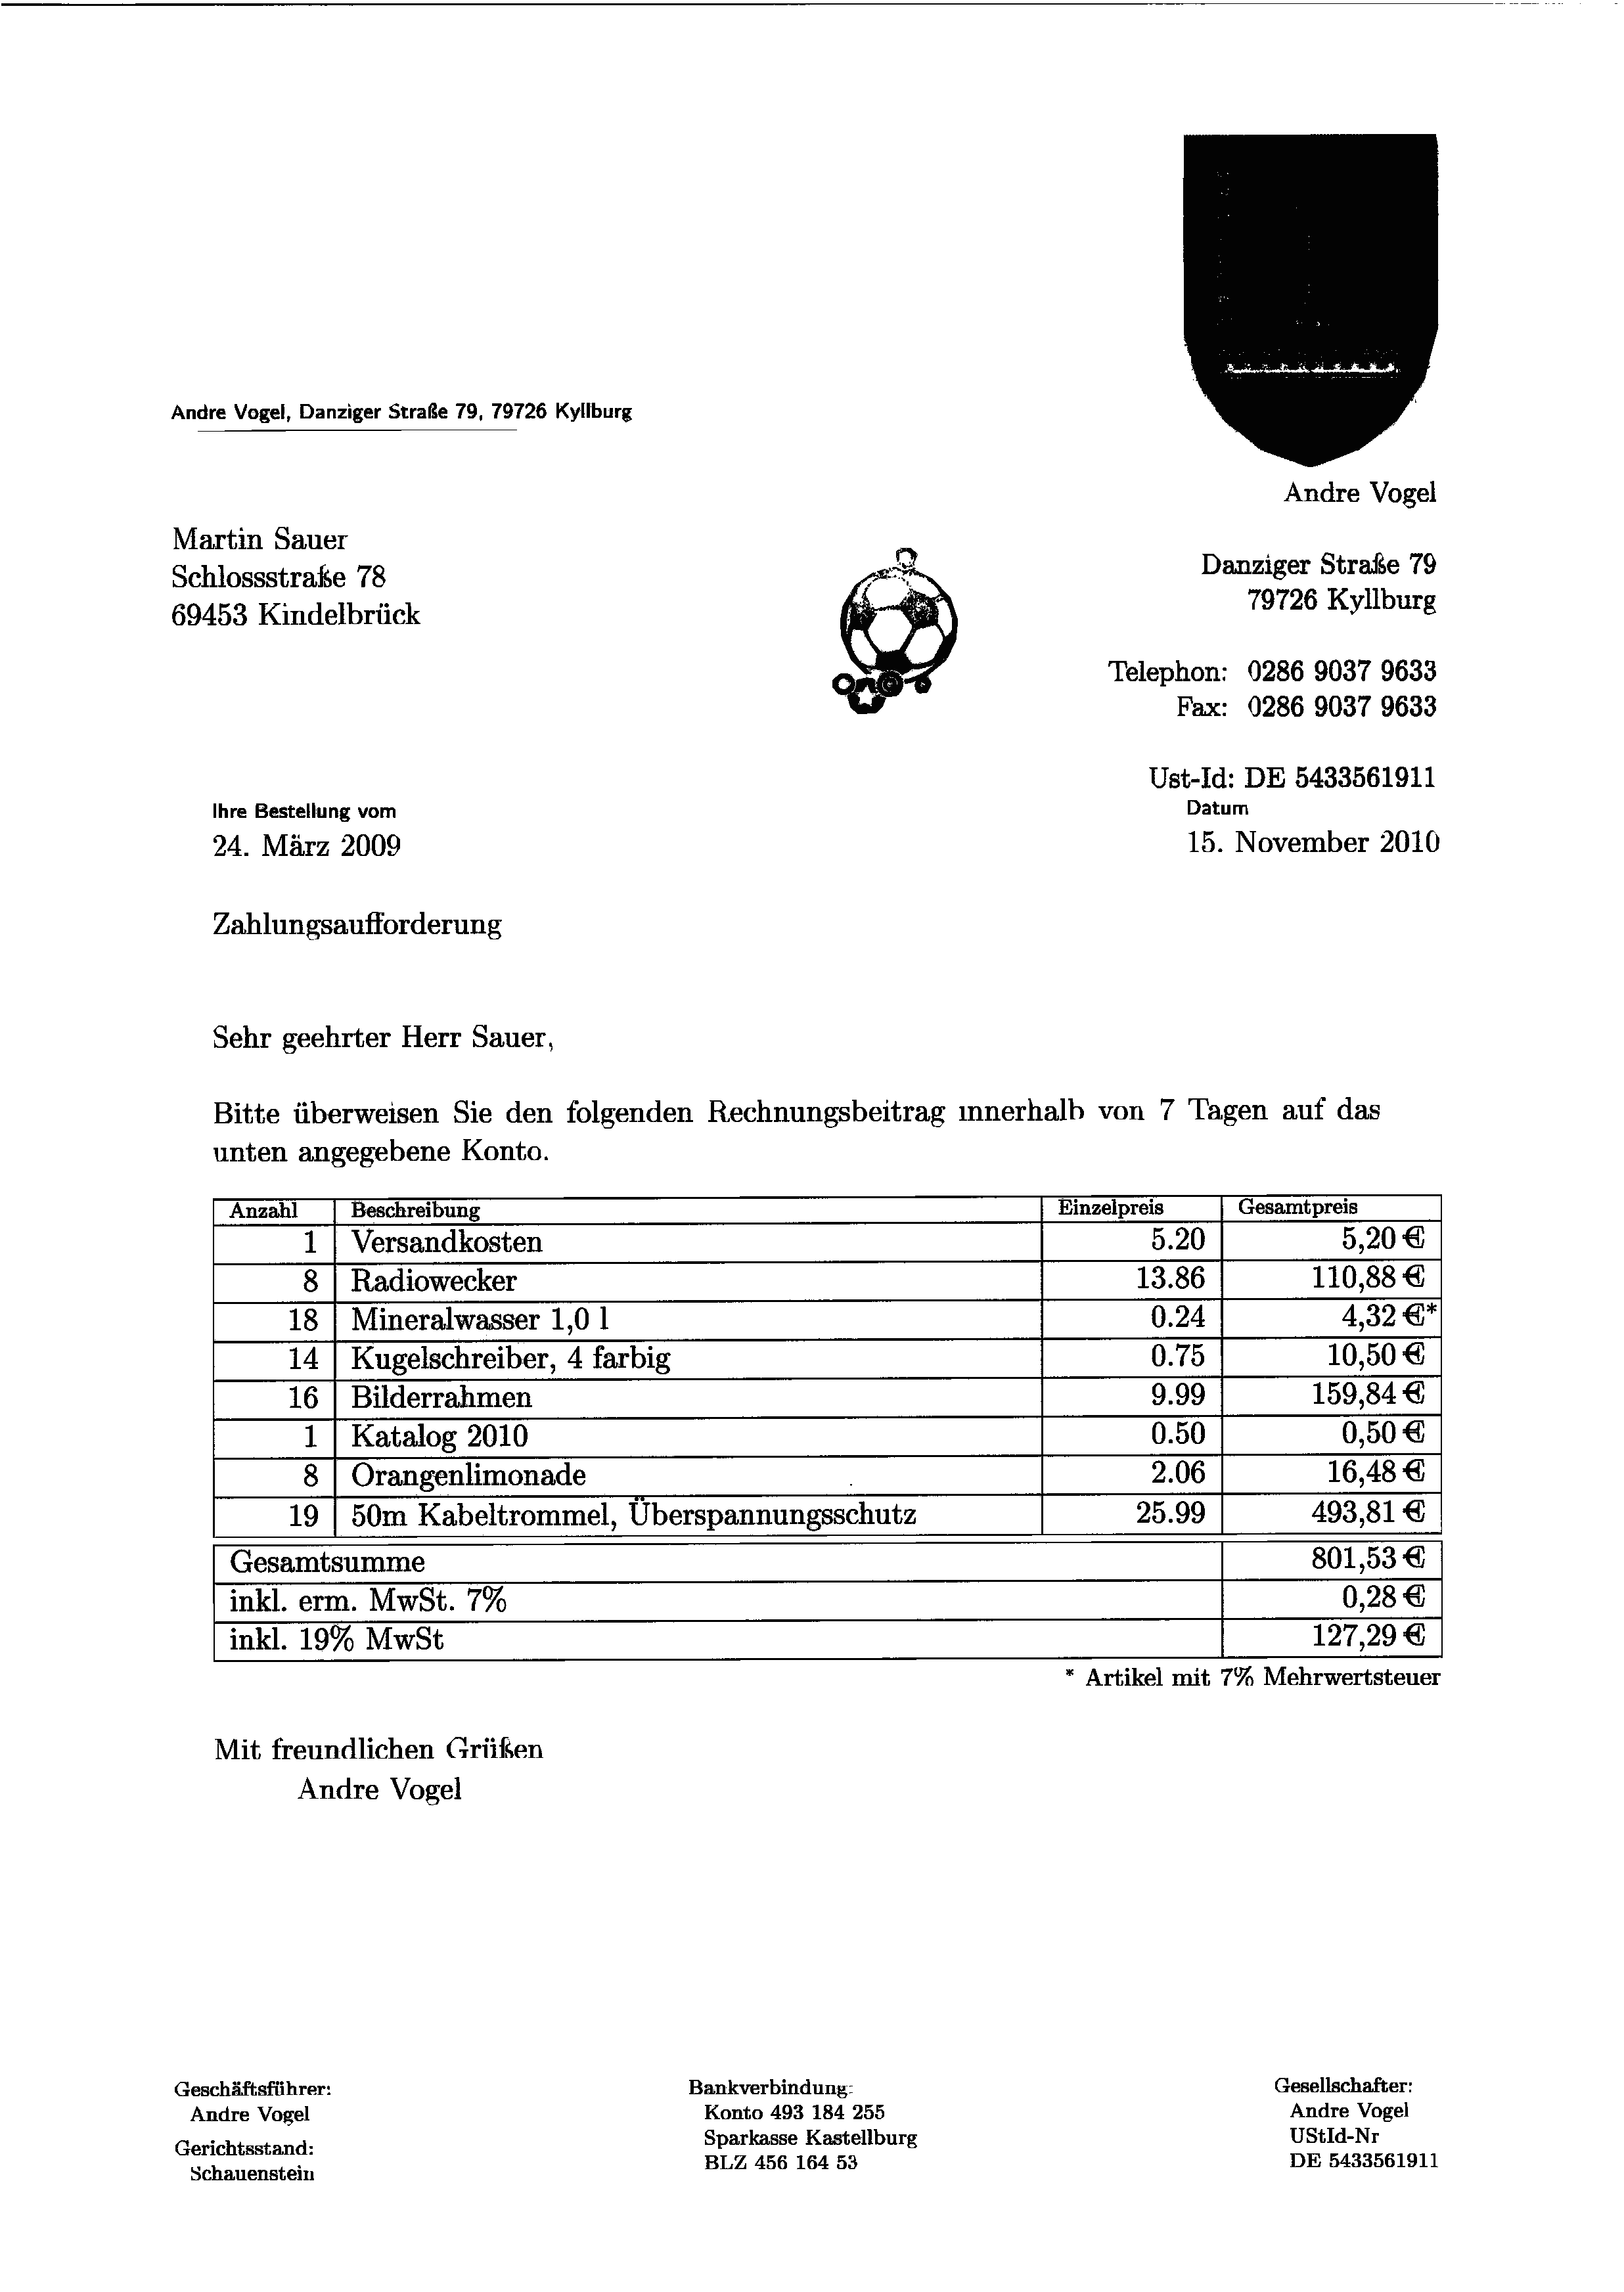 Andre Vogel, Danziger Straße 79, 79726 Kyllburg
Andre Vogel
Martin Sauer
Schlossstraße 78
69453 Kindelbrück
Danziger Straße 79
79726 Kyllburg
Telephon: 0286 9037 9633
Fax: 0286 9037 9633
Ust-Id: DE 5433561911
Ihre Bestellung vom
24. März 2009
Datum
15. November 2010
Zahlungsaufforderung
Sehr geehrter Herr Sauer,
Bitte überweisen Sie den folgenden Rechnungsbeitrag innerhalb von 7 Tagen auf das
unten angegebene Konto.
Anzahl Beschreibung Einzelpreis Gesamtpreis
1 Versandkosten 5.20 5,20 €
8 Radiowecker 13.86 110,88 €
18 Mineralwasser 1,0 l 0.24 4,32 €*
14 Kugelschreiber, 4 farbig 0.75 10,50 €
16 Bilderrahmen 9.99 159,84 €
1 Katalog 2010 0.50 0,50 €
8 Orangenlimonade 2.06 16,48 €
19 50m Kabeltrommel, Überspannungsschutz 25.99 493,81 €
Gesamtsumme 801,53 €
inkl. erm. MwSt. 7% 0,28 €
inkl. 19% MwSt 127,29 €
* Artikel mit 7% Mehrwertsteuer
Mit freundlichen Grüßen
Andre Vogel
Geschäftsführer:
Andre Vogel
Gerichtsstand:
Schauenstein
Bankverbindung:
Konto 493 184 255
Sparkasse Kastellburg
BLZ 456 164 53
Gesellschafter:
Andre Vogel
UStId-Nr
DE 5433561911